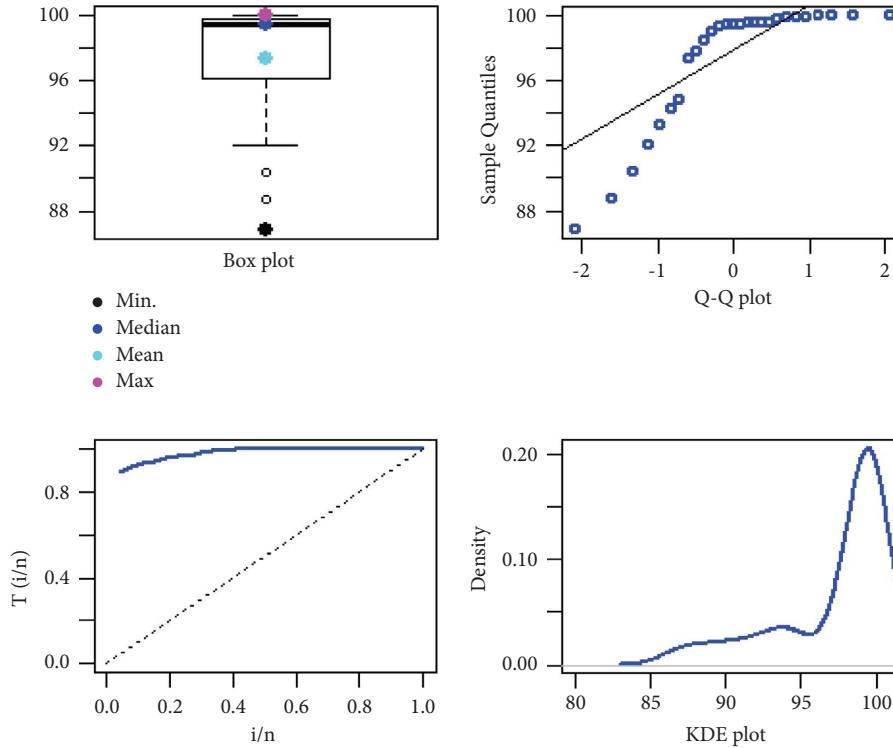 100
96
92
88
Box plot
Min.
Median
Mean
Max
100
96
92
88
Sample Quantiles
-2 -1 0 1 2
Q-Q plot
0.8
0.4
0.0
T (i/n)
0.0 0.2 0.4 0.6 0.8 1.0
i/n
0.20
0.10
0.00
Density
80 85 90 95 100
KDE plot